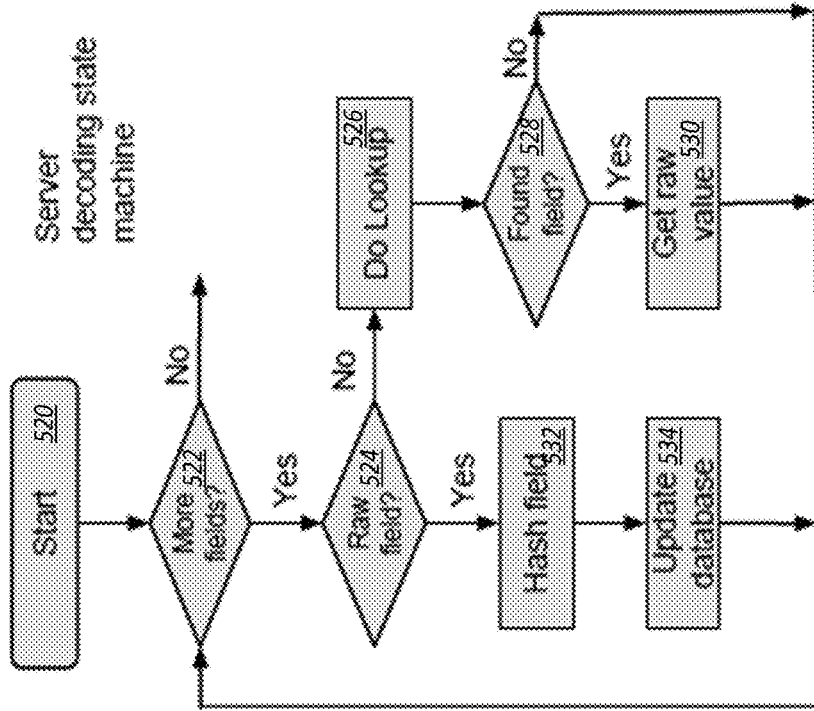 Server
decoding state
machine
Start 520
More 522
fields?
No
Yes
Raw 524
field?
No
Yes
Do Lookup 526
Found 528
field?
No
Yes
Get raw
value 530
Hash field
532
Update 534
database